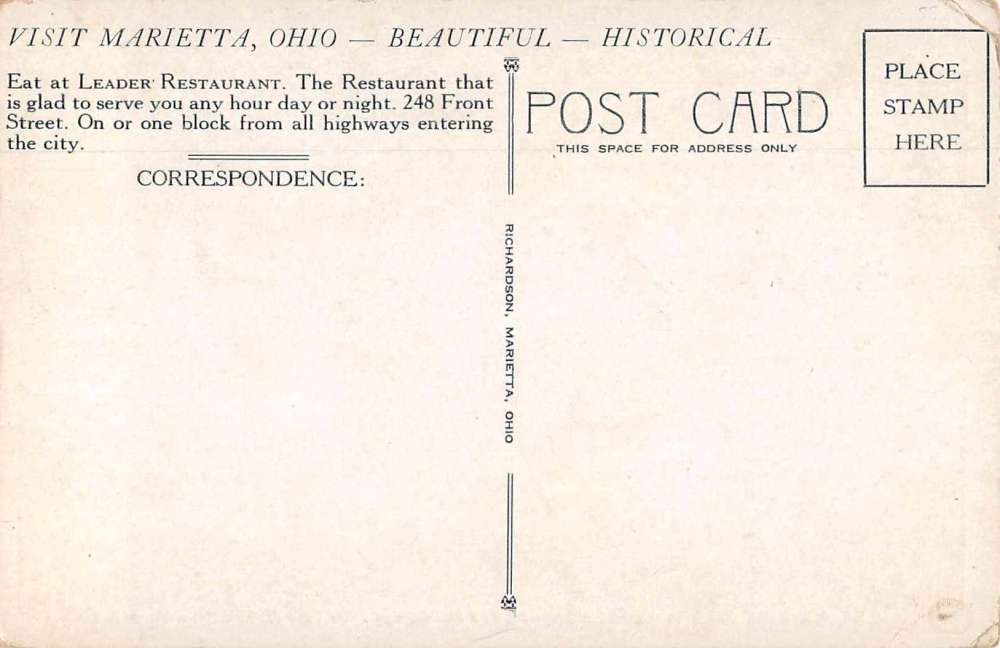 VISIT MARIETTA, OHIO — BEAUTIFUL — HISTORICAL
Eat at LEADER RESTAURANT. The Restaurant that
is glad to serve you any hour day or night. 248 Front
Street. On or one block from all highways entering
the city.
CORRESPONDENCE:
RICHARDSON, MARIETTA, OHIO
POST CARD
THIS SPACE FOR ADDRESS ONLY
PLACE
STAMP
HERE